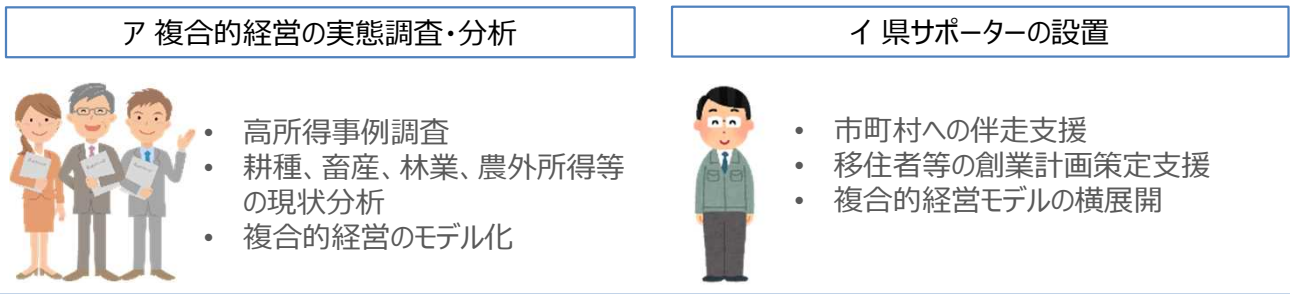 ア 複合的経営の実態調査・分析
• 高所得事例調査
• 耕種、畜産、林業、農外所得等
の現状分析
• 複合的経営のモデル化
イ 県サポーターの設置
• 市町村への伴走支援
• 移住者等の創業計画策定支援
• 複合的経営モデルの横展開